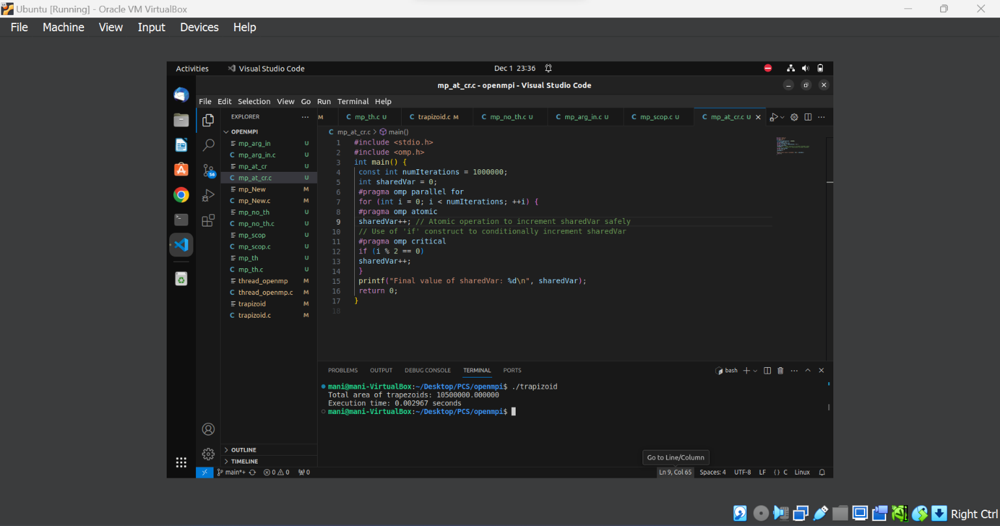 Ubuntu [Running] - Oracle VM VirtualBox
File Machine View Input Devices Help
Activities Visual Studio Code Dec 1 23:36
mp_at_cr.c - openmpi - Visual Studio Code
File Edit Selection View Go Run Terminal Help
EXPLORER
M C mp_th.c U C trapizoid.c M C mp_no_th.c U C mp_arg_in.c U C mp_scop.c U C mp_at_cr.c U
OPENMPI
mp_arg_in U
C mp_arg_in.c U
mp_at_cr U
C mp_at_cr.c U
mp_New M
C mp_New.c M
mp_no_th U
C mp_no_th.c U
mp_scop U
C mp_scop.c U
mp_th U
C mp_th.c U
thread_openmp M
C thread_openmp.c M
trapizoid M
C trapizoid.c M
56
OUTLINE
TIMELINE
C mp_at_cr.c > main()
1 #include <stdio.h>
2 #include <omp.h>
3 int main() {
4 const int numIterations = 1000000;
5 int sharedVar = 0;
6 #pragma omp parallel for
7 for (int i = 0; i < numIterations; ++i) {
8 #pragma omp atomic
9 sharedVar++; // Atomic operation to increment sharedVar safely
10 // Use of 'if' construct to conditionally increment sharedVar
11 #pragma omp critical
12 if (i % 2 == 0)
13 sharedVar++;
14 }
15 printf("Final value of sharedVar: %d\n", sharedVar);
16 return 0;
17 }
18
PROBLEMS OUTPUT DEBUG CONSOLE TERMINAL PORTS bash
mani@mani-VirtualBox:~/Desktop/PCS/openmpi$ ./trapizoid
Total area of trapezoids: 10500000.000000
Execution time: 0.002967 seconds
mani@mani-VirtualBox:~/Desktop/PCS/openmpi$
Go to Line/Column
main*+ 0 0 0 Ln 9, Col 65 Spaces: 4 UTF-8 LF {} C Linux
Right Ctrl